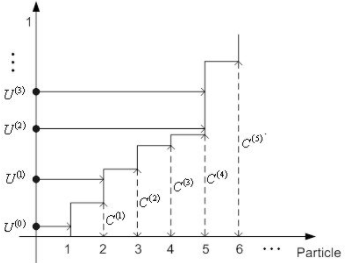 1
⋮
U⁽³⁾
U⁽²⁾
U⁽¹⁾
U⁽⁰⁾
C⁽¹⁾
C⁽²⁾
C⁽³⁾
C⁽⁴⁾
C⁽⁵⁾
1 2 3 4 5 6 ⋯
Particle